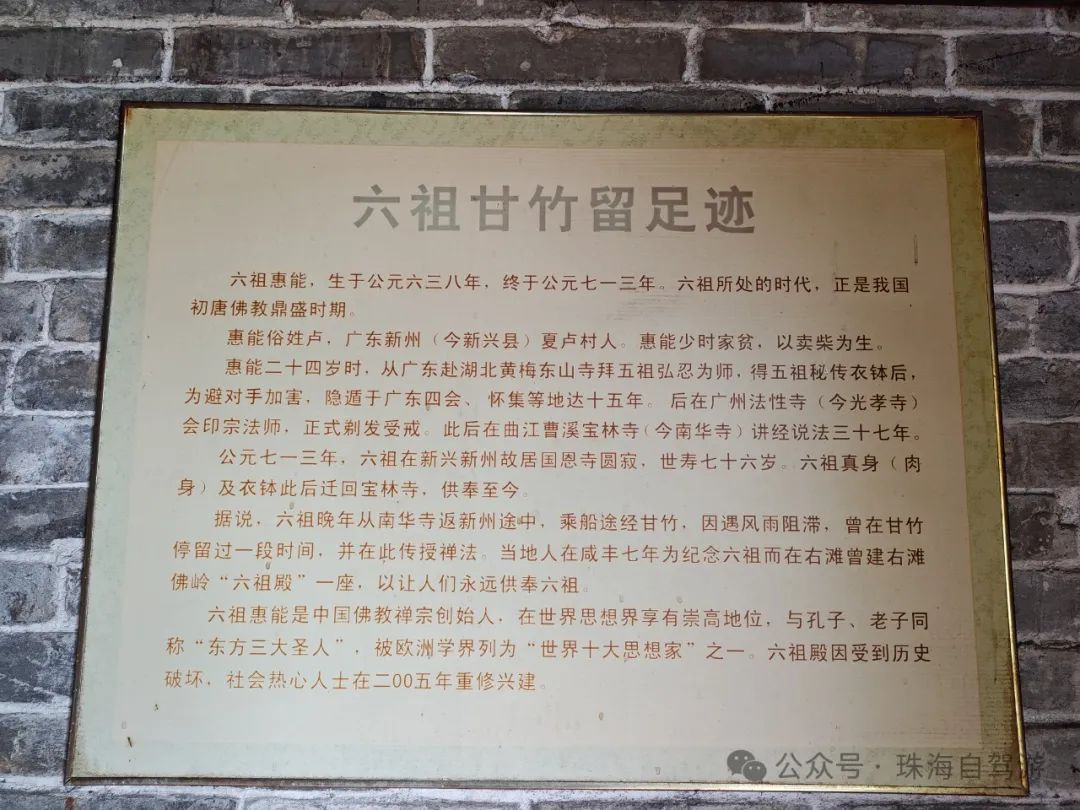 六祖甘竹留足迹
六祖惠能，生于公元六三八年，终于公元七一三年。六祖所处的时代，正是我国
初唐佛教鼎盛时期。
惠能俗姓卢，广东新州（今新兴县）夏卢村人。惠能少时家贫，以卖柴为生。
惠能二十四岁时，从广东赴湖北黄梅东山寺拜五祖弘忍为师，得五祖秘传衣钵后，
为避对手加害，隐遁于广东四会、怀集等地达十五年。后在广州法性寺（今光孝寺）
会印宗法师，正式剃发受戒。此后在曲江曹溪宝林寺（今南华寺）讲经说法三十七年。
公元七一三年，六祖在新兴新州故居国恩寺圆寂，世寿七十六岁。六祖真身（肉
身）及衣钵此后迁回宝林寺，供奉至今。
据说，六祖晚年从南华寺返新州途中，乘船途经甘竹，因遇风雨阻滞，曾在甘竹
停留过一段时间，并在此传授禅法。当地人在咸丰七年为纪念六祖而在右滩曾建右滩
佛岭“六祖殿”一座，以让人们永远供奉六祖。
六祖惠能是中国佛教禅宗创始人，在世界思想界享有崇高地位，与孔子、老子同
称“东方三大圣人”，被欧洲学界列为“世界十大思想家”之一。六祖殿因受到历史
破坏，社会热心人士在二00五年重修兴建。
公众号·珠海自驾游